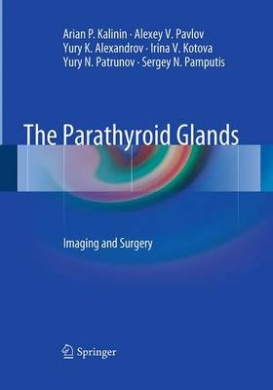 Arian P. Kalinin · Alexey V. Pavlov
Yury K. Alexandrov · Irina V. Kotova
Yury N. Patrunov · Sergey N. Pamputis
The Parathyroid Glands
Imaging and Surgery
Springer